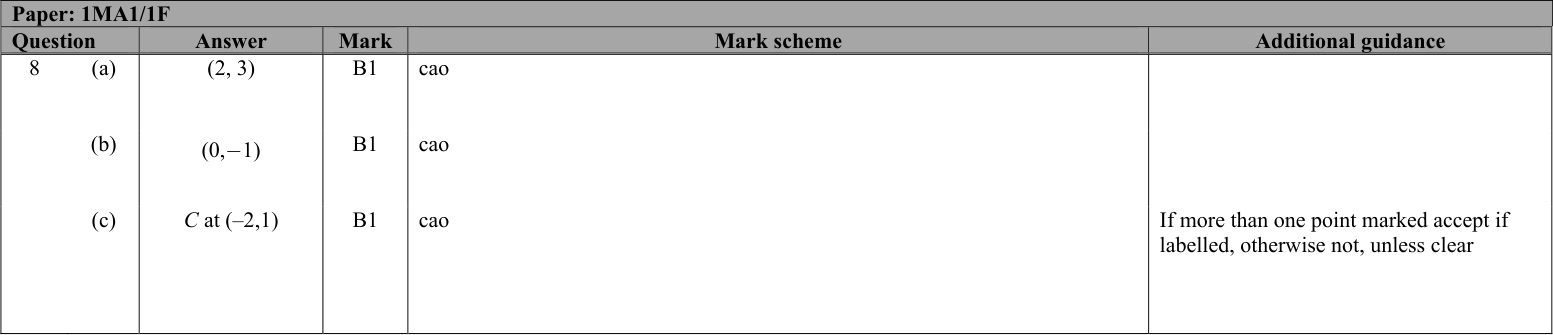 Paper: 1MA1/1F
Question Answer Mark Mark scheme Additional guidance
8 (a) (2, 3) B1 cao
(b) (0,−1) B1 cao
(c) C at (–2,1) B1 cao If more than one point marked accept if
labelled, otherwise not, unless clear